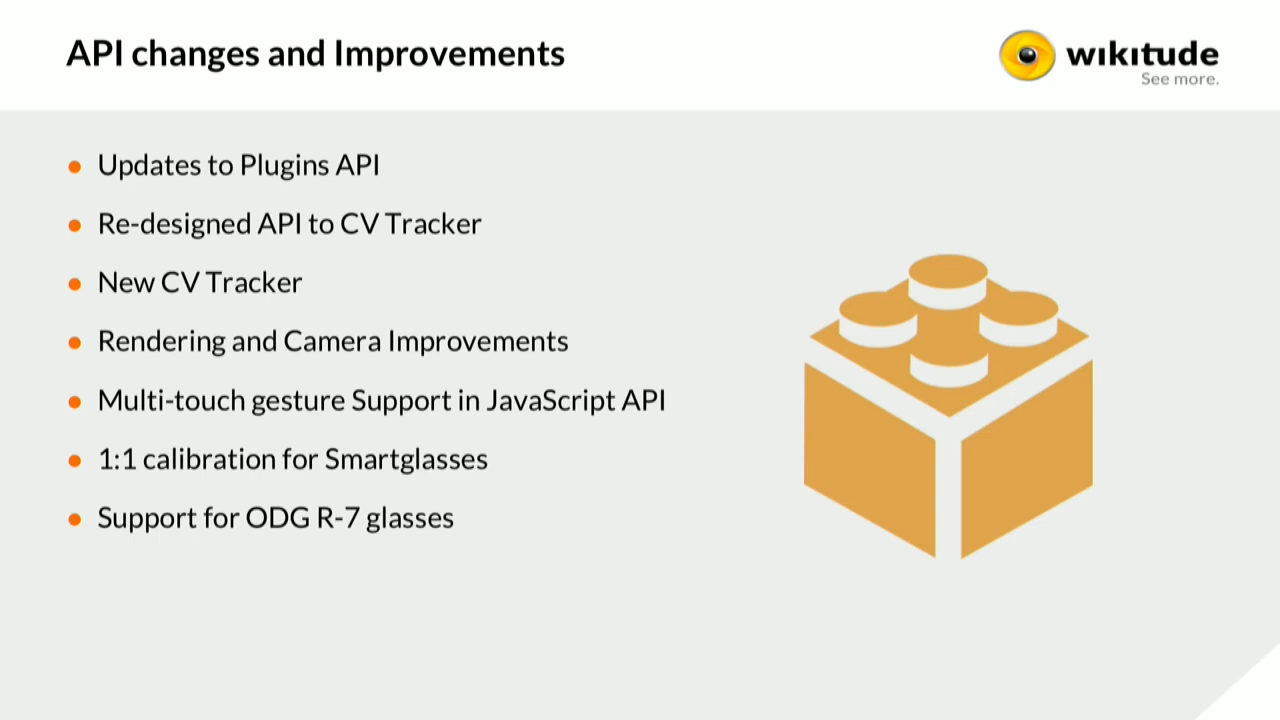 API changes and Improvements
wikitude
See more.
Updates to Plugins API
Re-designed API to CV Tracker
New CV Tracker
Rendering and Camera Improvements
Multi-touch gesture Support in JavaScript API
1:1 calibration for Smartglasses
Support for ODG R-7 glasses